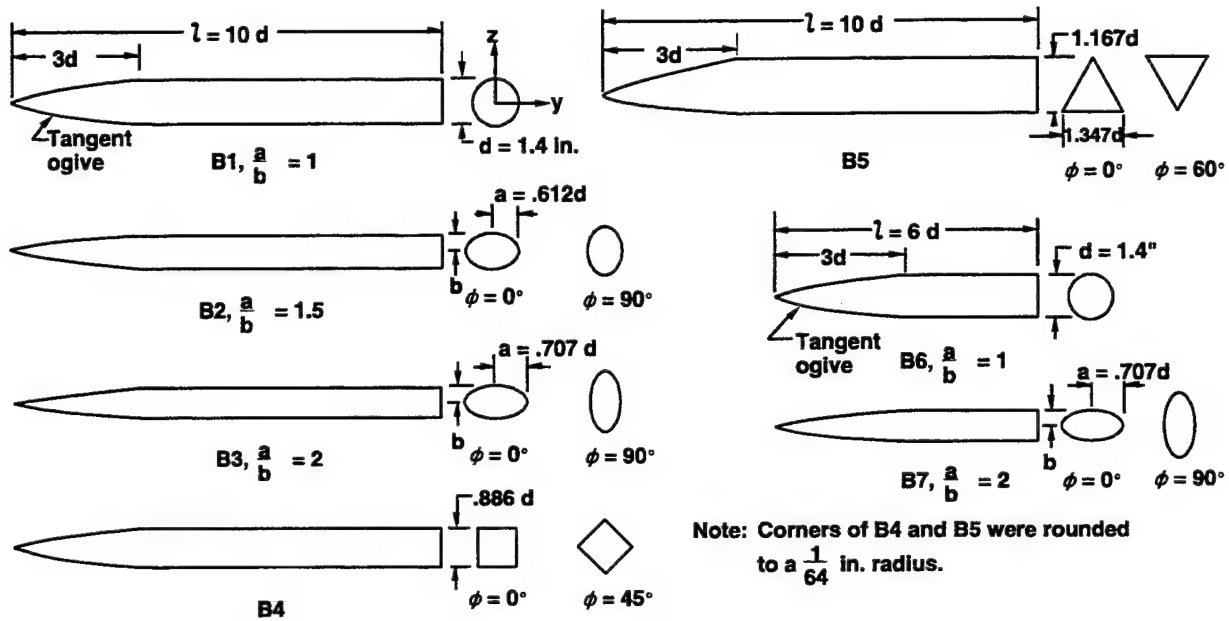 l = 10 d
3d
z
y
Tangent
ogive
d = 1.4 in.
B1, a/b = 1
a = .612d
b
ϕ = 0°
ϕ = 90°
B2, a/b = 1.5
a = .707 d
b
ϕ = 0°
ϕ = 90°
B3, a/b = 2
.886 d
ϕ = 0°
ϕ = 45°
B4
l = 10 d
3d
1.167d
1.347d
B5
ϕ = 0°
ϕ = 60°
l = 6 d
3d
d = 1.4"
Tangent
ogive
B6, a/b = 1
a = .707d
b
B7, a/b = 2
ϕ = 0°
ϕ = 90°
Note: Corners of B4 and B5 were rounded
to a 1/64 in. radius.